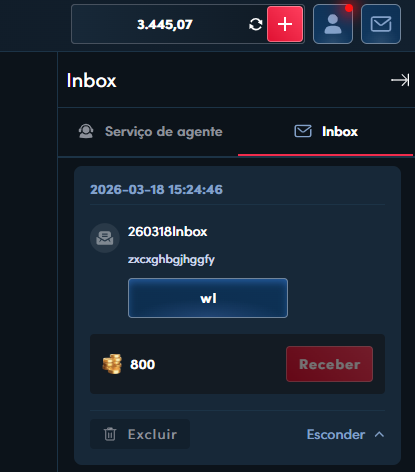 3.445,07
Inbox
Serviço de agente
Inbox
2026-03-18 15:24:46
260318Inbox
zxcxghbgjhggfy
wl
800
Receber
Excluir
Esconder